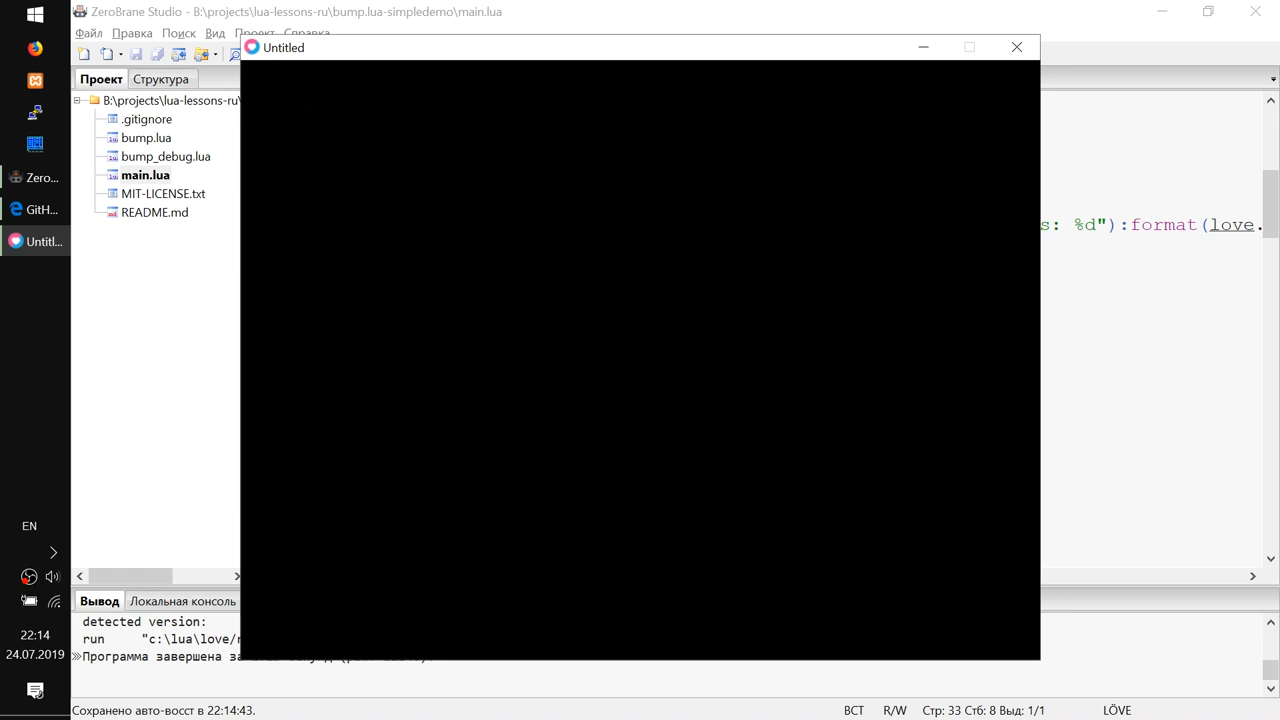 ZeroBrane Studio - B:\projects\lua-lessons-ru\bump.lua-simpledemo\main.lua
Файл Правка Поиск Вид Проект Справка
Untitled
Проект Структура
B:\projects\lua-lessons-ru\
.gitignore
bump.lua
bump_debug.lua
main.lua
MIT-LICENSE.txt
README.md
Zero...
GitH...
Untitl...
s: %d"):format(love.
EN
Вывод Локальная консоль
detected version:
run "c:\lua\love/
Программа завершена за
22:14
24.07.2019
Сохранено авто-восст в 22:14:43.
ВСТ R/W Стр: 33 Стб: 8 Выд: 1/1 LÖVE